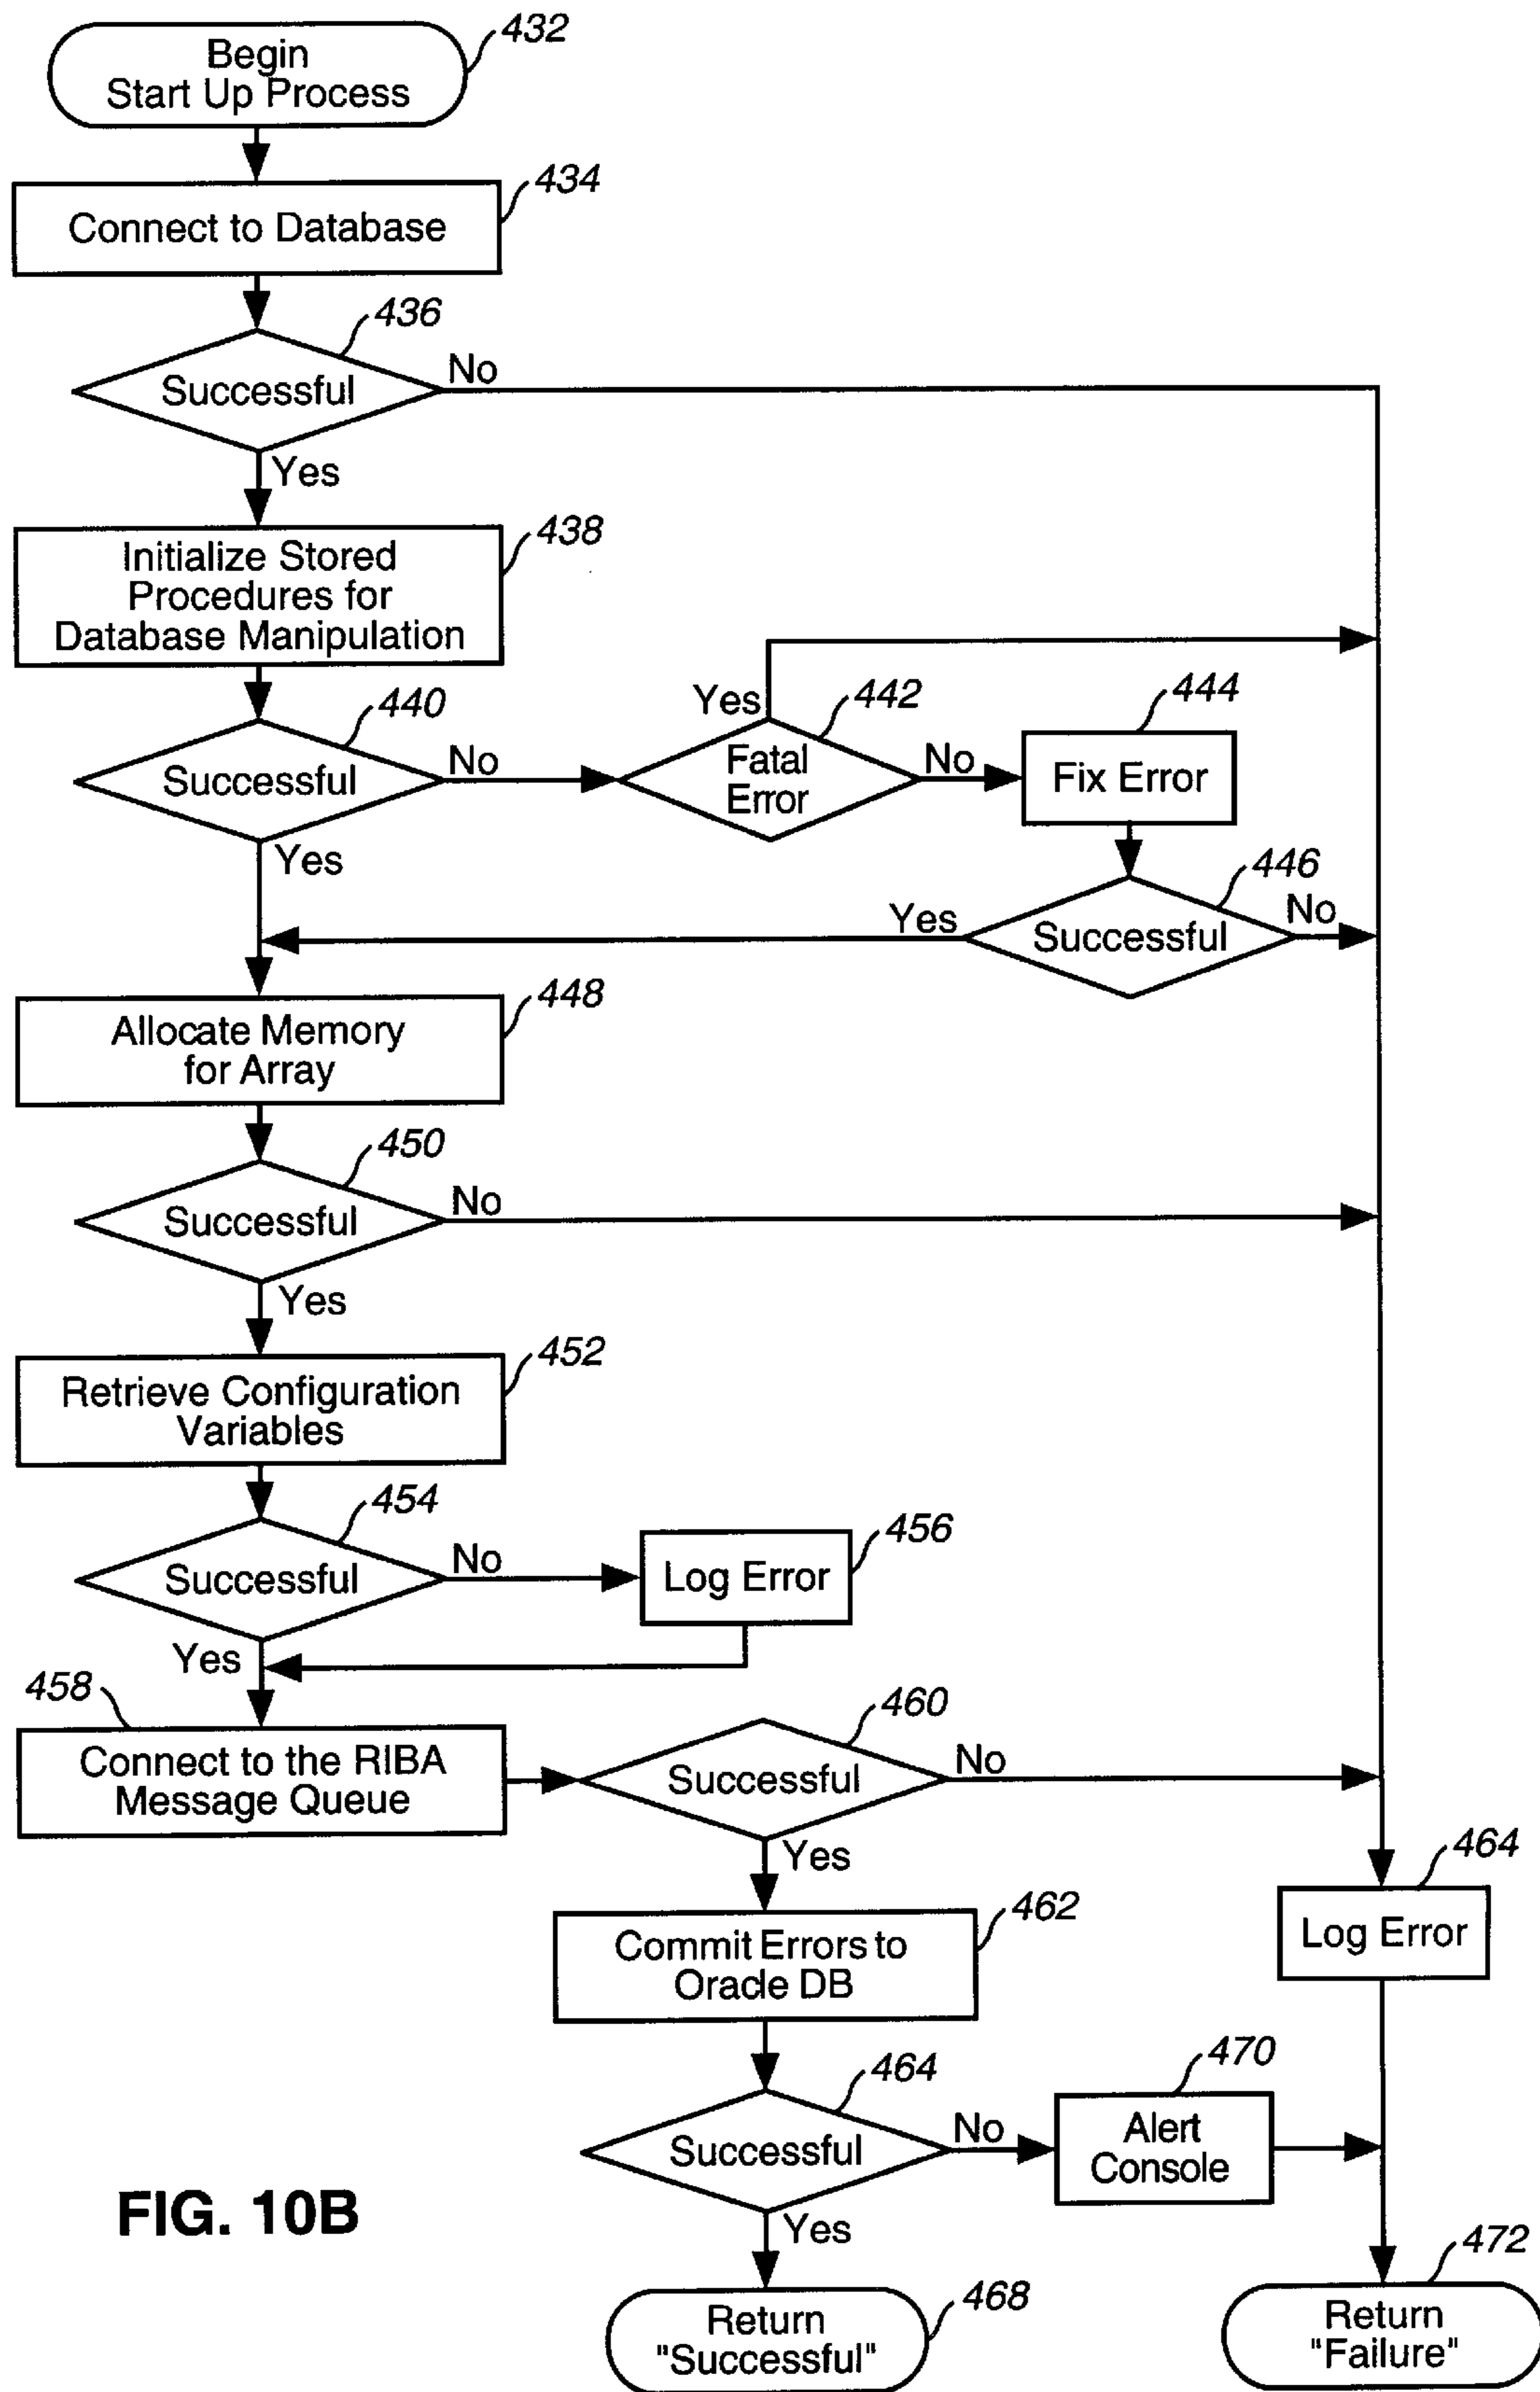 432
Begin
Start Up Process
434
Connect to Database
436
Successful
No
Yes
438
Initialize Stored
Procedures for
Database Manipulation
440
Successful
No
Yes
442
Fatal
Error
No
444
Fix Error
Yes
446
Successful
No
Yes
448
Allocate Memory
for Array
450
Successful
No
Yes
452
Retrieve Configuration
Variables
454
Successful
No
456
Log Error
Yes
458
Connect to the RIBA
Message Queue
460
Successful
No
Yes
464
Log Error
462
Commit Errors to
Oracle DB
464
Successful
No
470
Alert
Console
Yes
FIG. 10B
468
Return
"Successful"
472
Return
"Failure"